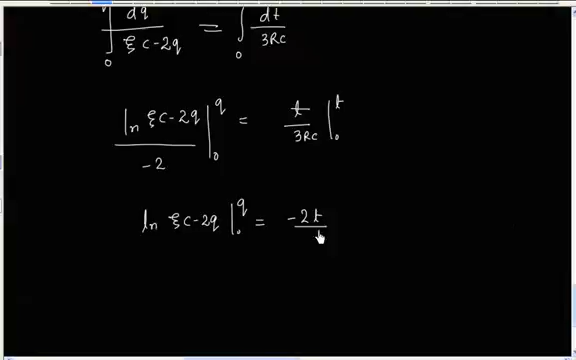 ∫₀ dq / ξC-2q = ∫₀ dt / 3RC
ln ξC-2q / -2 |₀^q = t / 3RC |₀^t
ln ξC-2q |₀^q = -2t